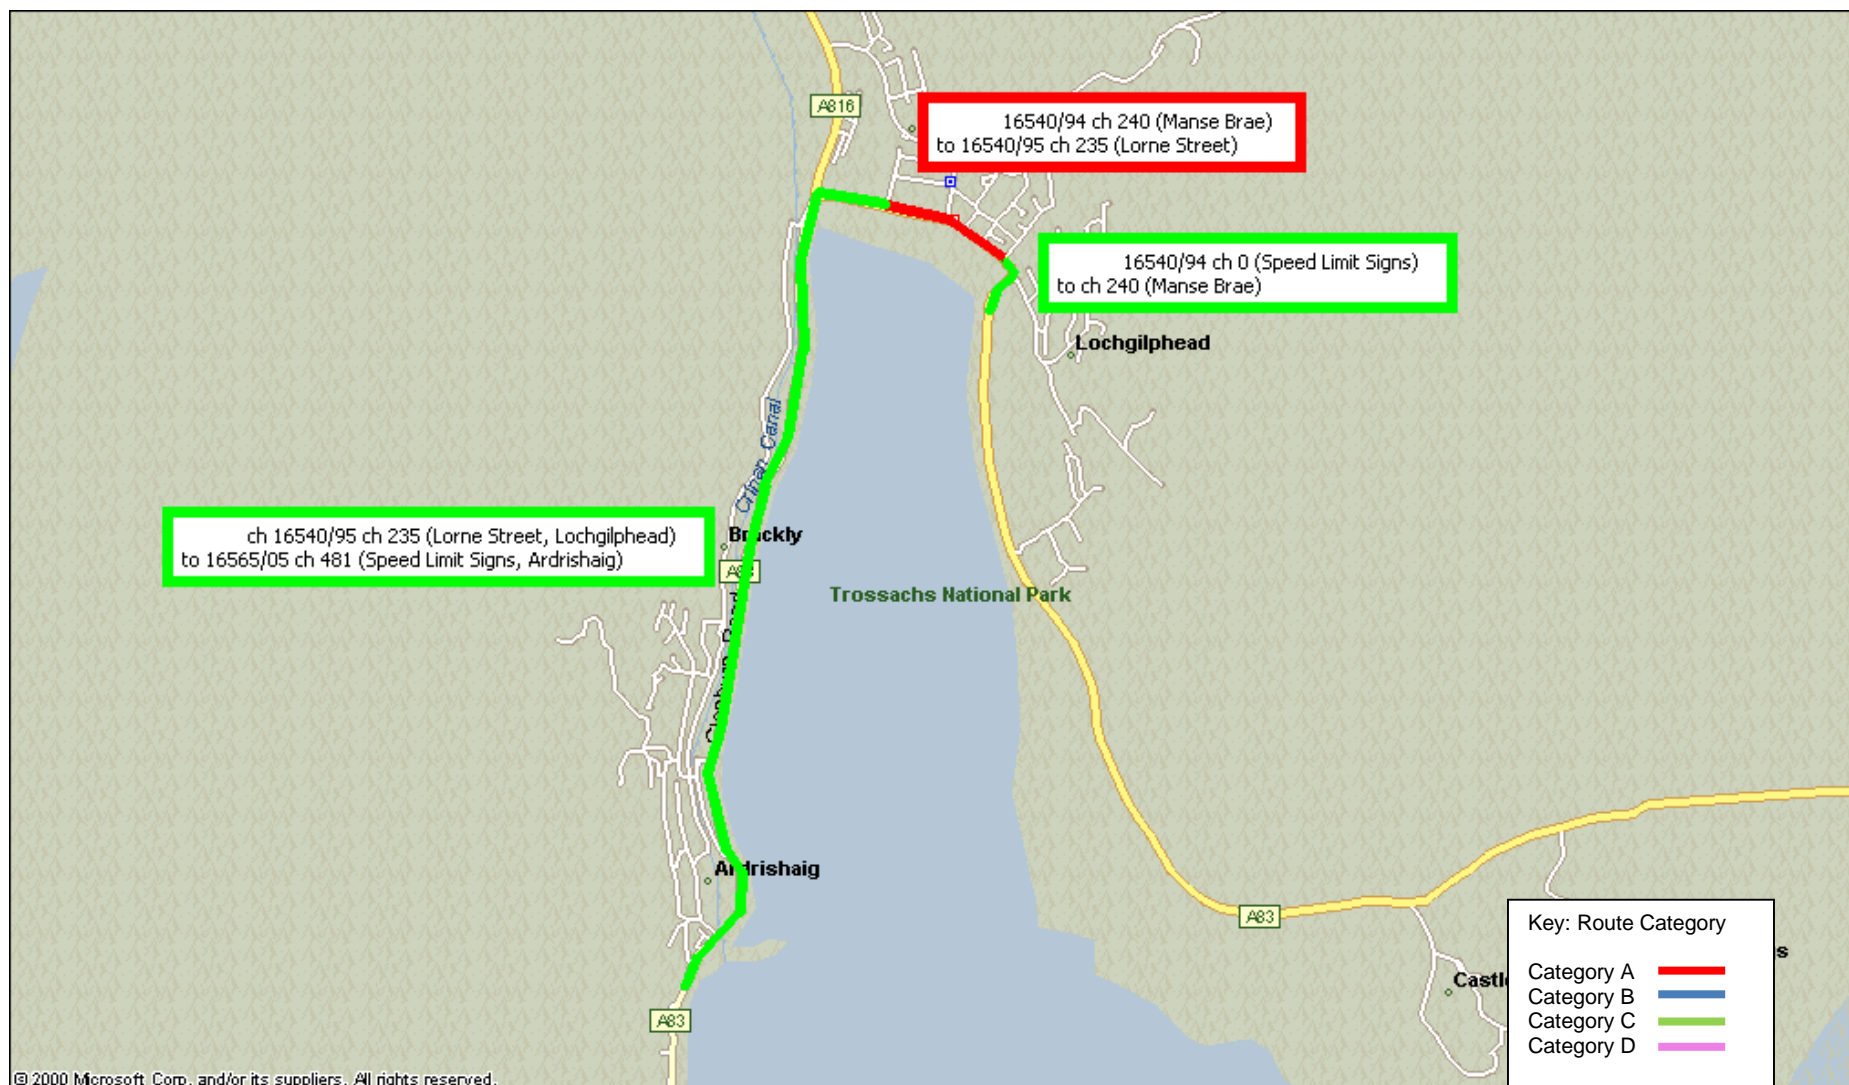 A816
16540/94 ch 240 (Manse Brae)
to 16540/95 ch 235 (Lorne Street)
16540/94 ch 0 (Speed Limit Signs)
to ch 240 (Manse Brae)
Lochgilphead
Crinan Canal
ch 16540/95 ch 235 (Lorne Street, Lochgilphead)
to 16565/05 ch 481 (Speed Limit Signs, Ardrishaig)
Trossachs National Park
Ardrishaig
A83
Key: Route Category
Category A
Category B
Category C
Category D
A83
© 2000 Microsoft Corp. and/or its suppliers. All rights reserved.